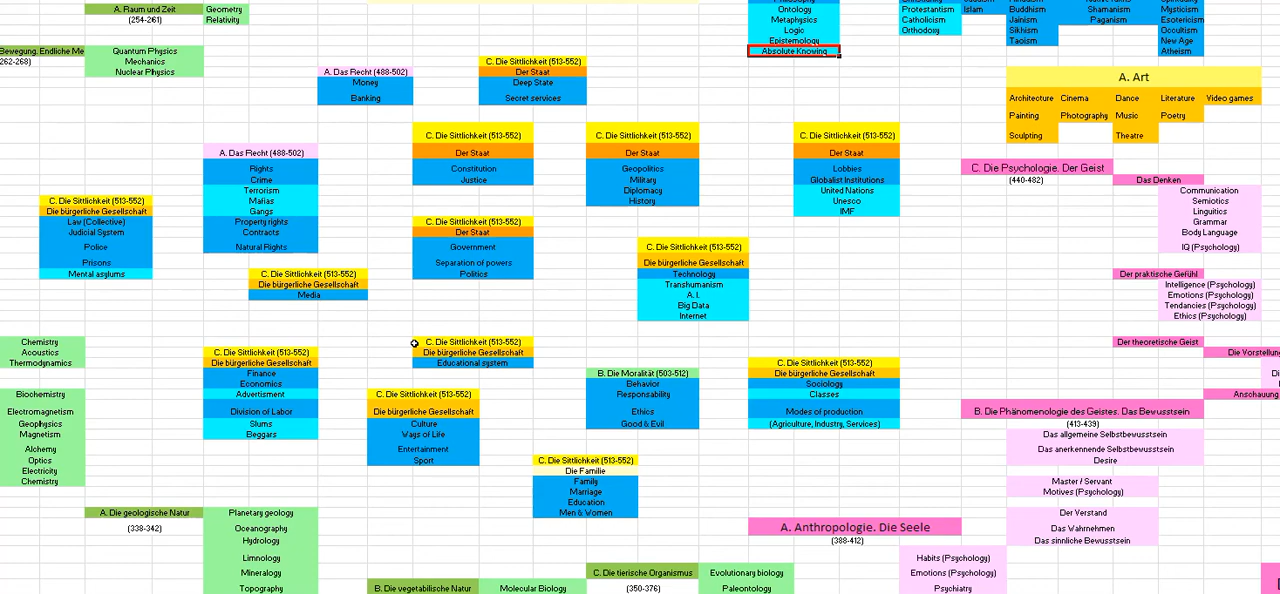 A. Raum und Zeit
(254-261)
Geometry
Relativity
Bewegung. Endliche Me
262-268)
Quantum Physics
Mechanics
Nuclear Physics
A. Das Recht (488-502)
Money
Banking
C. Die Sittlichkeit (513-552)
Der Staat
Deep State
Secret services
Ontology
Metaphysics
Logic
Epistemology
Absolute Knowing
Protestantism
Catholicism
Orthodoxy
Islam
Buddhism
Jainism
Sikhism
Taoism
Shamanism
Paganism
Mysticism
Esotericism
Occultism
New Age
Atheism
A. Art
Architecture
Cinema
Dance
Literature
Video games
Painting
Photography
Music
Poetry
Sculpting
Theatre
A. Das Recht (488-502)
Rights
Crime
Terrorism
Mafias
Gangs
Property rights
Contracts
Natural Rights
C. Die Sittlichkeit (513-552)
Der Staat
Constitution
Justice
C. Die Sittlichkeit (513-552)
Der Staat
Geopolitics
Military
Diplomacy
History
C. Die Sittlichkeit (513-552)
Der Staat
Lobbies
Globalist Institutions
United Nations
Unesco
IMF
C. Die Psychologie. Der Geist
(440-482)
Das Denken
Communication
Semiotics
Linguitics
Grammar
Body Language
IQ (Psychology)
C. Die Sittlichkeit (513-552)
Die bürgerliche Gesellschaft
Law (Collective)
Judicial System
Police
Prisons
Mental asylums
C. Die Sittlichkeit (513-552)
Der Staat
Government
Separation of powers
Politics
C. Die Sittlichkeit (513-552)
Die bürgerliche Gesellschaft
Technology
Transhumanism
A.I.
Big Data
Internet
C. Die Sittlichkeit (513-552)
Die bürgerliche Gesellschaft
Media
Der praktische Gefühl
Intelligence (Psychology)
Emotions (Psychology)
Tendancies (Psychology)
Ethics (Psychology)
Der theoretische Geist
Die Vorstellung
Anschauung
Chemistry
Acoustics
Thermodynamics
Biochemistry
Electromagnetism
Geophysics
Magnetism
Alchemy
Optics
Electricity
Chemistry
C. Die Sittlichkeit (513-552)
Die bürgerliche Gesellschaft
Finance
Economics
Advertisment
Division of Labor
Slums
Beggars
C. Die Sittlichkeit (513-552)
Die bürgerliche Gesellschaft
Educational system
C. Die Sittlichkeit (513-552)
Die bürgerliche Gesellschaft
Culture
Ways of Life
Entertainment
Sport
B. Die Moralität (503-512)
Behavior
Responsability
Ethics
Good & Evil
C. Die Sittlichkeit (513-552)
Die bürgerliche Gesellschaft
Sociology
Classes
Modes of production
(Agriculture, Industry, Services)
B. Die Phänomenologie des Geistes. Das Bewusstsein
(413-439)
Das allgemeine Selbstbewusstsein
Das anerkennende Selbstbewusstsein
Desire
Master / Servant
Motives (Psychology)
Der Verstand
Das Wahrnehmen
Das sinnliche Bewusstsein
C. Die Sittlichkeit (513-552)
Die Familie
Family
Marriage
Education
Men & Women
A. Die geologische Natur
(338-342)
Planetary geology
Oceanography
Hydrology
Limnology
Mineralogy
Topography
A. Anthropologie. Die Seele
(388-412)
Habits (Psychology)
Emotions (Psychology)
Psychiatry
B. Die vegetabilische Natur
Molecular Biology
C. Die tierische Organismus
(350-376)
Evolutionary biology
Paleontology